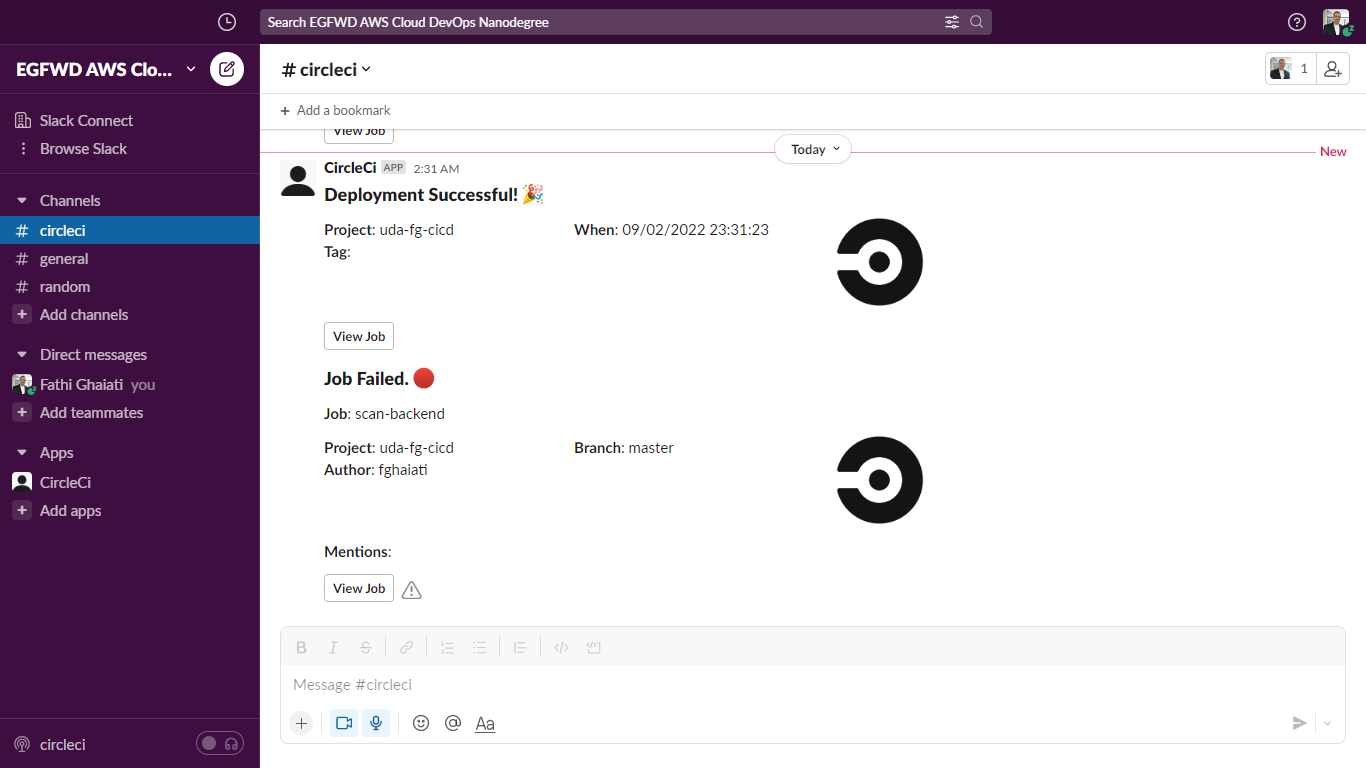 Search EGFWD AWS Cloud DevOps Nanodegree
EGFWD AWS Clo...
Slack Connect
Browse Slack
Channels
# circleci
# general
# random
+ Add channels
Direct messages
Fathi Ghaiati you
+ Add teammates
Apps
CircleCi
+ Add apps
circleci
# circleci
1
+ Add a bookmark
View Job
Today
New
CircleCi APP 2:31 AM
Deployment Successful! 🎉
Project: uda-fg-cicd When: 09/02/2022 23:31:23
Tag:
View Job
Job Failed. 🔴
Job: scan-backend
Project: uda-fg-cicd Branch: master
Author: fghaiati
Mentions:
View Job
Message #circleci
Aa